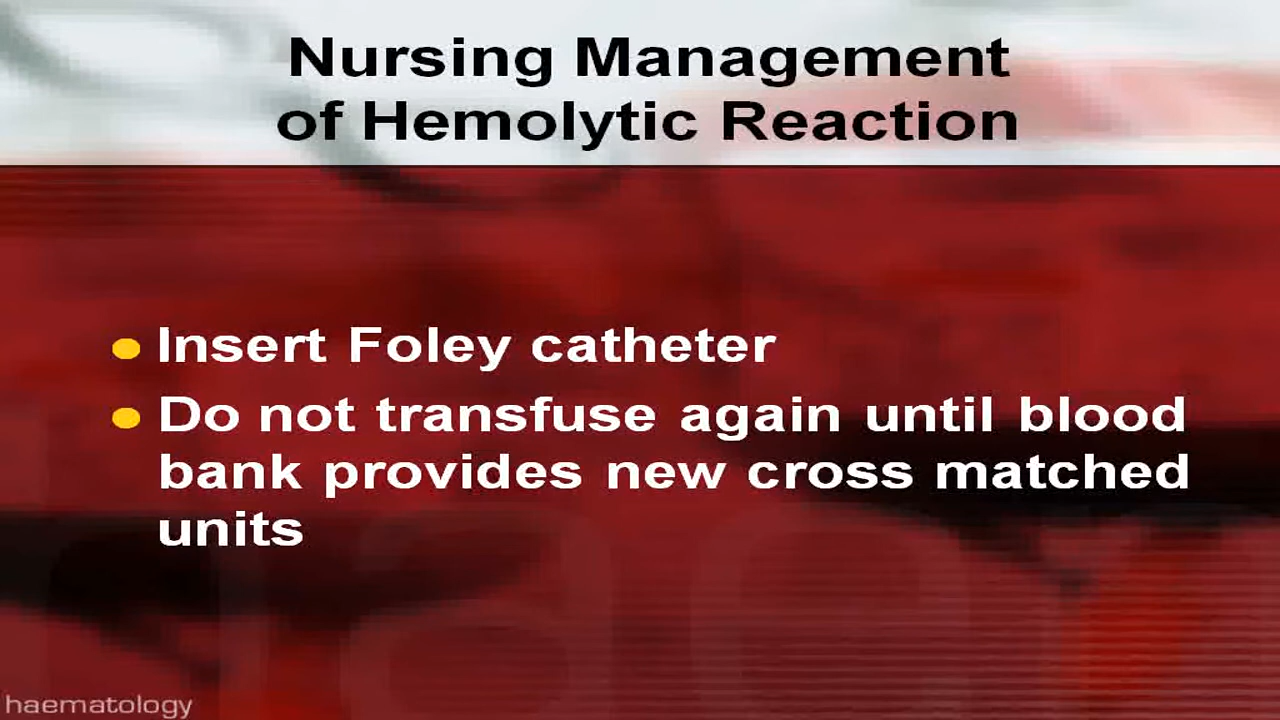 Nursing Management
of Hemolytic Reaction
Insert Foley catheter
Do not transfuse again until blood
bank provides new cross matched
units
haematology